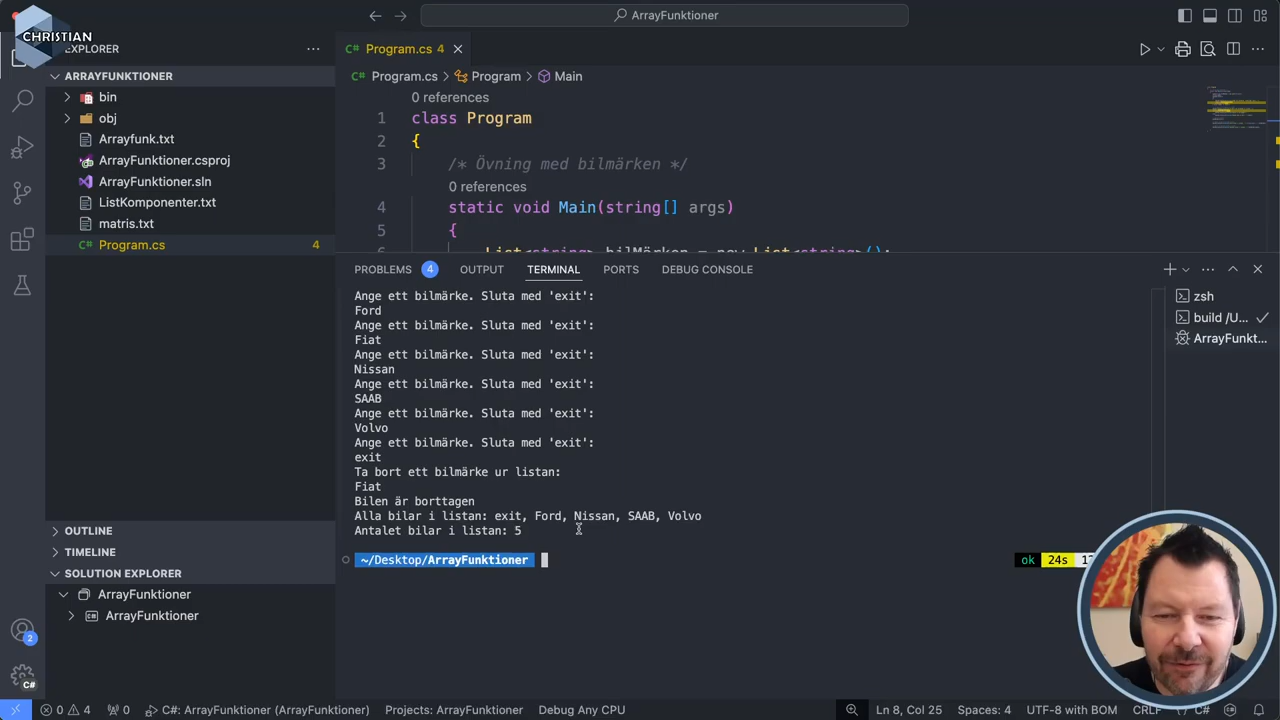 ArrayFunktioner
CHRISTIAN
EXPLORER
Program.cs 4
ARRAYFUNKTIONER
bin
obj
Arrayfunk.txt
ArrayFunktioner.csproj
ArrayFunktioner.sln
ListKomponenter.txt
matris.txt
Program.cs 4
OUTLINE
TIMELINE
SOLUTION EXPLORER
ArrayFunktioner
ArrayFunktioner
2
C#
C# Program.cs > Program > Main
0 references
1 class Program
2 {
3 /* Övning med bilmärken */
0 references
4 static void Main(string[] args)
5 {
6 List<string> bilMärken = new List<string>();
PROBLEMS 4 OUTPUT TERMINAL PORTS DEBUG CONSOLE
Ange ett bilmärke. Sluta med 'exit':
Ford
Ange ett bilmärke. Sluta med 'exit':
Fiat
Ange ett bilmärke. Sluta med 'exit':
Nissan
Ange ett bilmärke. Sluta med 'exit':
SAAB
Ange ett bilmärke. Sluta med 'exit':
Volvo
Ange ett bilmärke. Sluta med 'exit':
exit
Ta bort ett bilmärke ur listan:
Fiat
Bilen är borttagen
Alla bilar i listan: exit, Ford, Nissan, SAAB, Volvo
Antalet bilar i listan: 5
~/Desktop/ArrayFunktioner
ok 24s
zsh
build /U...
ArrayFunkt...
0 4 0 C#: ArrayFunktioner (ArrayFunktioner) Projects: ArrayFunktioner Debug Any CPU Ln 8, Col 25 Spaces: 4 UTF-8 with BOM CRLF {} C#